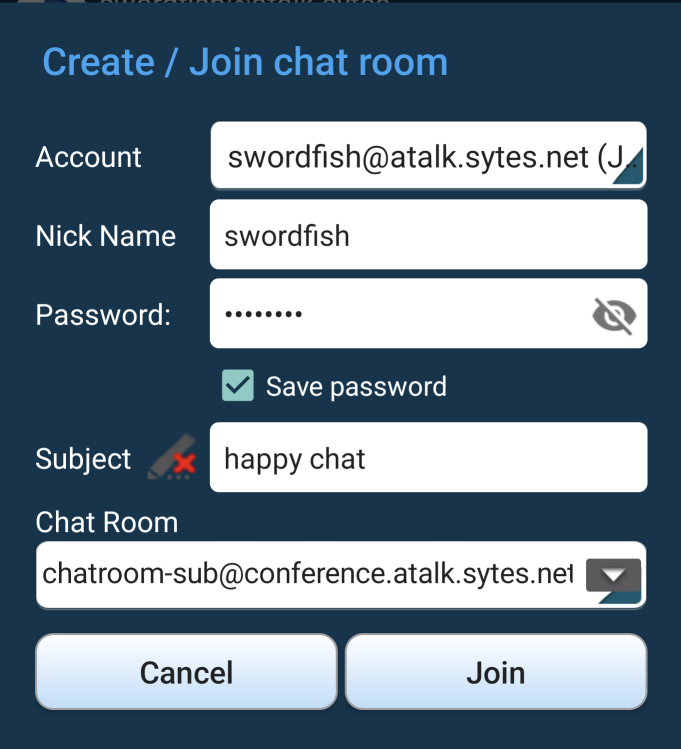 Create / Join chat room
Account
swordfish@atalk.sytes.net (J..
Nick Name
swordfish
Password:
••••••••
Save password
Subject
happy chat
Chat Room
chatroom-sub@conference.atalk.sytes.net
Cancel
Join